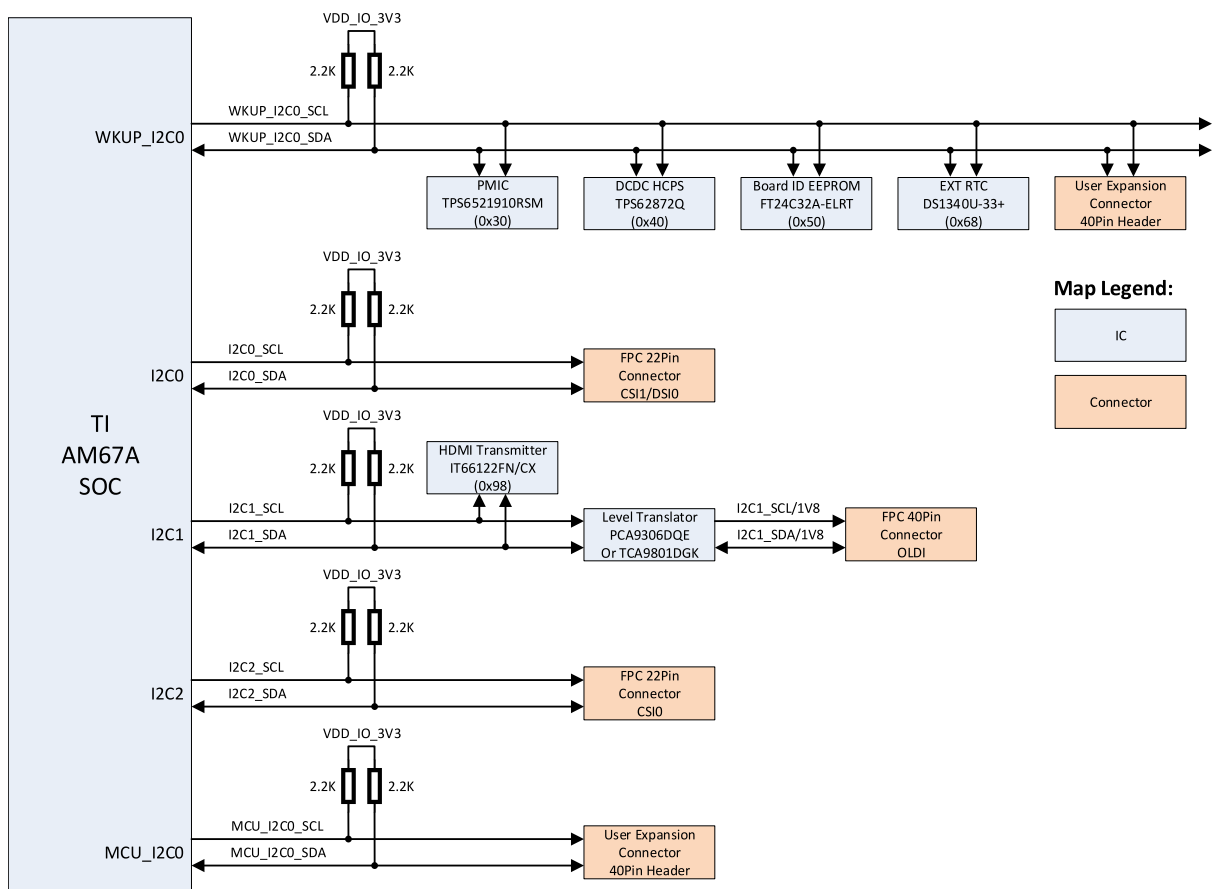 TI
AM67A
SOC
VDD_IO_3V3
2.2K
2.2K
WKUP_I2C0
WKUP_I2C0_SCL
WKUP_I2C0_SDA
PMIC
TPS6521910RSM
(0x30)
DCDC HCPS
TPS62872Q
(0x40)
Board ID EEPROM
FT24C32A-ELRT
(0x50)
EXT RTC
DS1340U-33+
(0x68)
User Expansion
Connector
40Pin Header
VDD_IO_3V3
2.2K
2.2K
I2C0
I2C0_SCL
I2C0_SDA
FPC 22Pin
Connector
CSI1/DSI0
Map Legend:
IC
Connector
VDD_IO_3V3
2.2K
2.2K
HDMI Transmitter
IT66122FN/CX
(0x98)
I2C1
I2C1_SCL
I2C1_SDA
Level Translator
PCA9306DQE
Or TCA9801DGK
I2C1_SCL/1V8
I2C1_SDA/1V8
FPC 40Pin
Connector
OLDI
VDD_IO_3V3
2.2K
2.2K
I2C2
I2C2_SCL
I2C2_SDA
FPC 22Pin
Connector
CSI0
VDD_IO_3V3
2.2K
2.2K
MCU_I2C0
MCU_I2C0_SCL
MCU_I2C0_SDA
User Expansion
Connector
40Pin Header